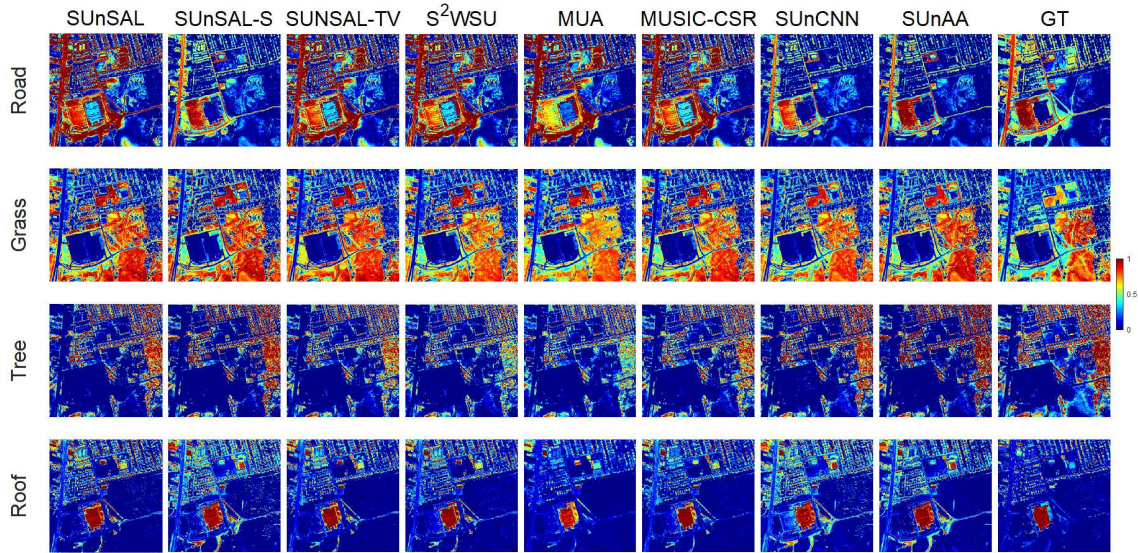 SUnSAL SUnSAL-S SUNSAL-TV S²WSU MUA MUSIC-CSR SUnCNN SUnAA GT
Road
Grass
1
0.5
0
Tree
Roof